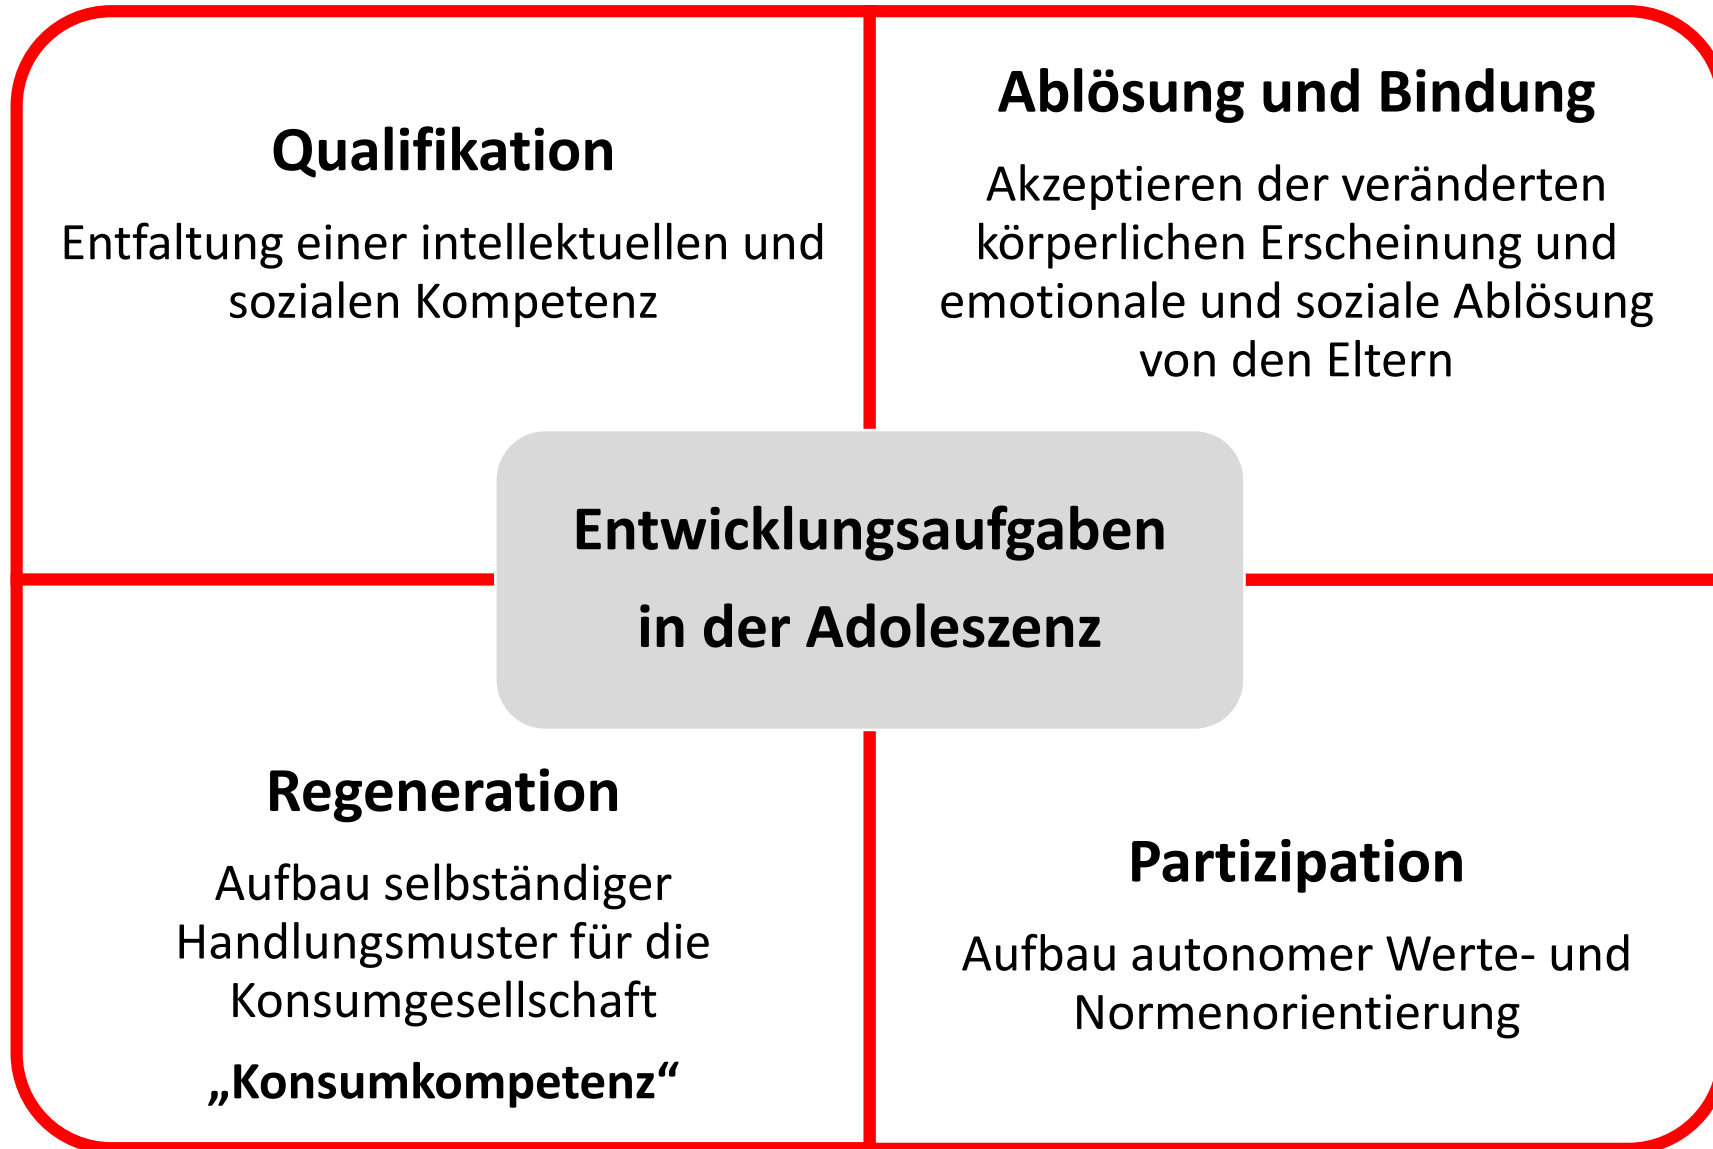 Qualifikation
Entfaltung einer intellektuellen und
sozialen Kompetenz
Ablösung und Bindung
Akzeptieren der veränderten
körperlichen Erscheinung und
emotionale und soziale Ablösung
von den Eltern
Entwicklungsaufgaben
in der Adoleszenz
Regeneration
Aufbau selbständiger
Handlungsmuster für die
Konsumgesellschaft
„Konsumkompetenz“
Partizipation
Aufbau autonomer Werte- und
Normenorientierung